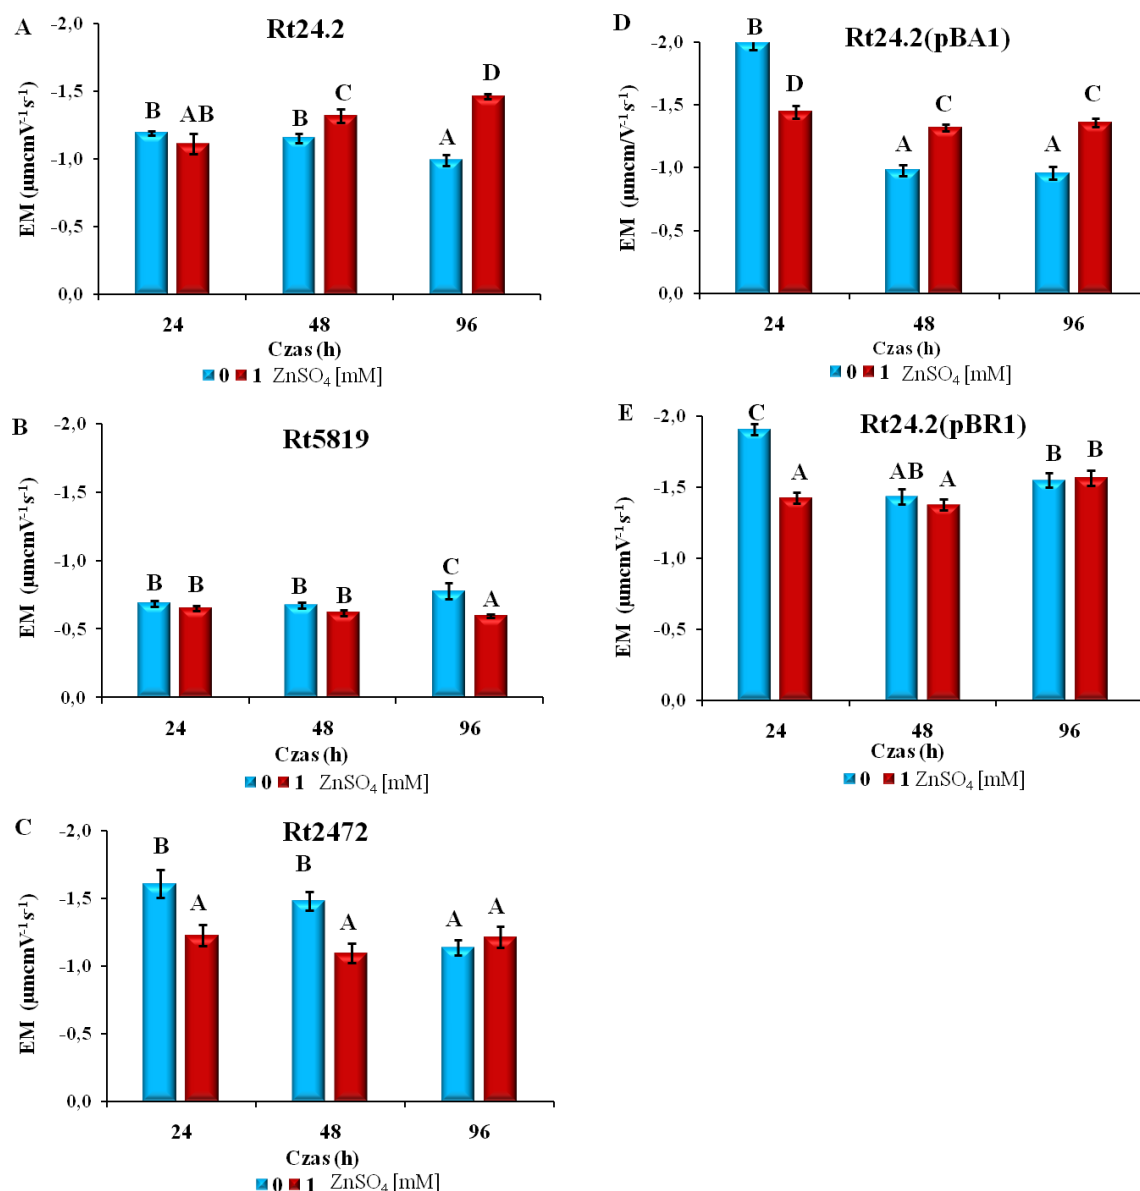 A
Rt24.2
-2,0
-1,5
-1,0
-0,5
0,0
EM (µmcmV⁻¹s⁻¹)
B AB B C A D
24 48 96
Czas (h)
0 1 ZnSO₄ [mM]
B
Rt5819
-2,0
-1,5
-1,0
-0,5
0,0
EM (µmcmV⁻¹s⁻¹)
B B B B C A
24 48 96
Czas (h)
0 1 ZnSO₄ [mM]
C
Rt2472
-2,0
-1,5
-1,0
-0,5
0,0
EM (µmcmV⁻¹s⁻¹)
B A B A A A
24 48 96
Czas (h)
0 1 ZnSO₄ [mM]
D
Rt24.2(pBA1)
-2,0
-1,5
-1,0
-0,5
0,0
EM (µmcm/V⁻¹s⁻¹)
B D A C A C
24 48 96
Czas (h)
0 1 ZnSO₄ [mM]
E
Rt24.2(pBR1)
-2,0
-1,5
-1,0
-0,5
0,0
EM (µmcmV⁻¹s⁻¹)
C A AB A B B
24 48 96
Czas (h)
0 1 ZnSO₄ [mM]